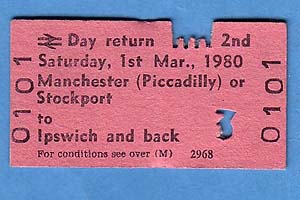 Day return 2nd
Saturday, 1st Mar., 1980
Manchester (Piccadilly) or
Stockport
to
Ipswich and back 3
For conditions see over (M) 2968
0101
0101